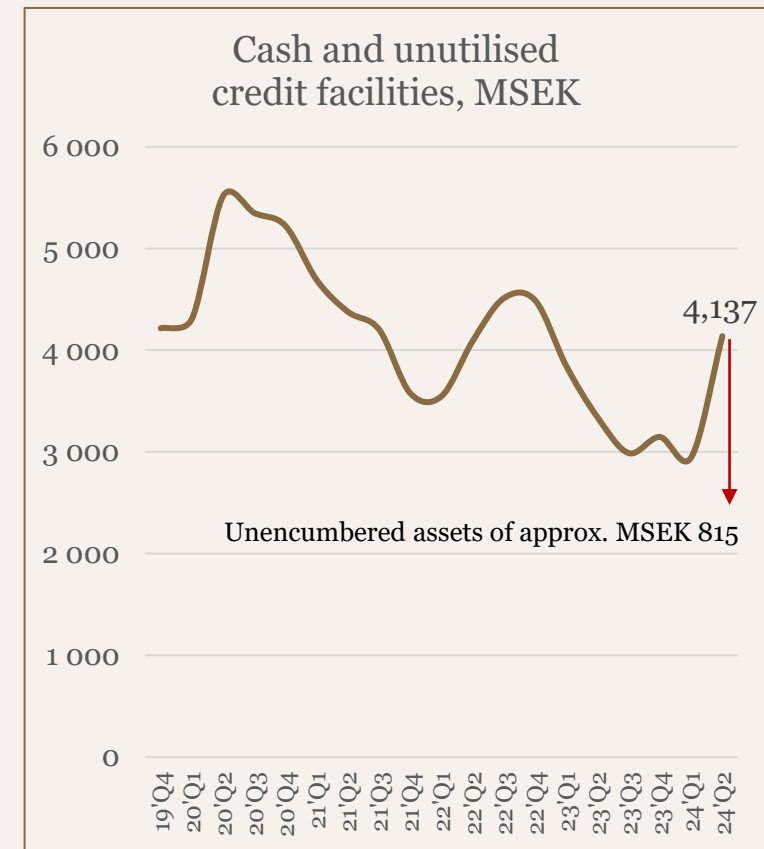 Cash and unutilised
credit facilities, MSEK
6 000
5 000
4,137
4 000
3 000
Unencumbered assets of approx. MSEK 815
2 000
1 000
0
19'Q4
20'Q1
20'Q2
20'Q3
20'Q4
21'Q1
21'Q2
21'Q3
21'Q4
22'Q1
22'Q2
22'Q3
22'Q4
23'Q1
23'Q2
23'Q3
23'Q4
24'Q1
24'Q2